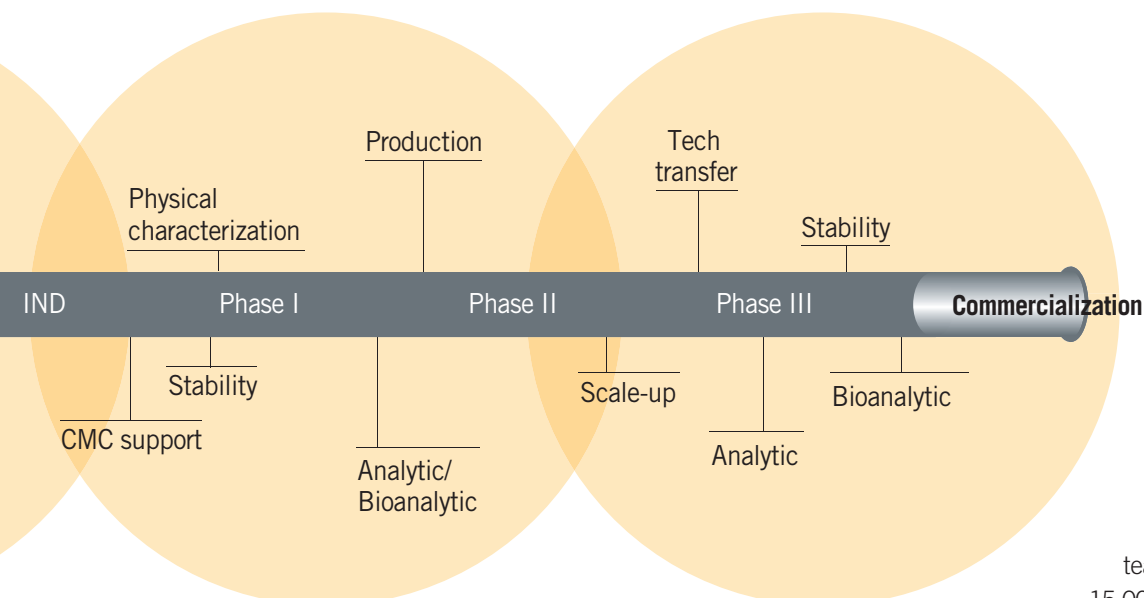 Production
Tech
transfer
Physical
characterization
Stability
IND
Phase I
Phase II
Phase III
Commercialization
Stability
Scale-up
Bioanalytic
CMC support
Analytic
Analytic/
Bioanalytic